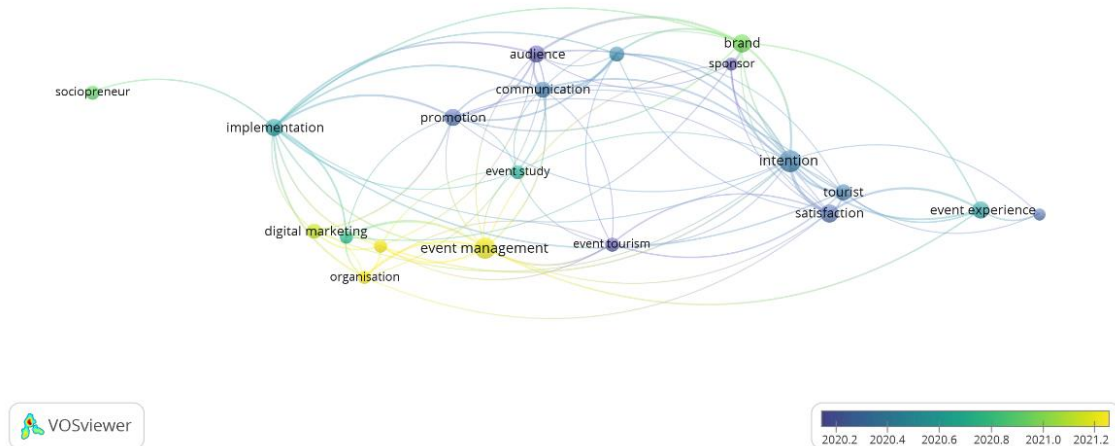 brand
audience
sponsor
communication
sociopreneur
promotion
implementation
intention
event study
tourist
satisfaction
event experience
digital marketing
event management
event tourism
organisation
VOSviewer
2020.2 2020.4 2020.6 2020.8 2021.0 2021.2